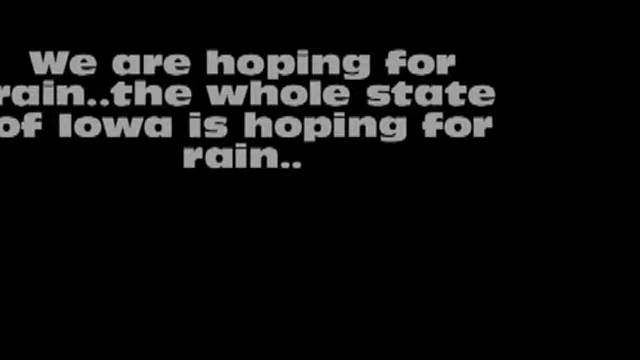 We are hoping for
rain..the whole state
of Iowa is hoping for
rain..